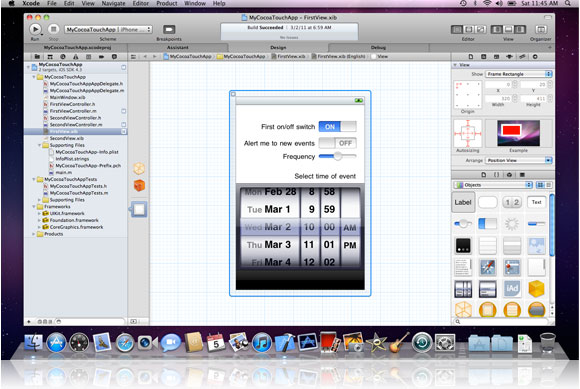 Xcode File Edit View Navigate Editor Product Window Help
Sat 11:45 AM
MyCocoaTouchApp – FirstView.xib
Run Stop
MyCocoaTouchApp iPhone ...
Scheme
Breakpoints
Build Succeeded 3/2/11 at 6:59 AM
No Issues
Editor View Organizer
MyCocoaTouchApp.xcodeproj
Assistant Design Debug
MyCocoaTouchApp MyCocoaTouchApp FirstView.xib FirstView.xib (English) View
MyCocoaTouchApp
2 targets, iOS SDK 4.3
MyCocoaTouchApp
MyCocoaTouchAppAppDelegate.h
MyCocoaTouchAppAppDelegate.m
MainWindow.xib
FirstViewController.h
FirstViewController.m
SecondViewController.h
SecondViewController.m
FirstView.xib
SecondView.xib
Supporting Files
MyCocoaTouchApp-Info.plist
InfoPlist.strings
MyCocoaTouchApp-Prefix.pch
main.m
MyCocoaTouchAppTests
MyCocoaTouchAppTests.h
MyCocoaTouchAppTests.m
Supporting Files
Frameworks
UIKit.framework
Foundation.framework
CoreGraphics.framework
Products
First on/off switch ON
Alert me to new events OFF
Frequency
Select time of event
Mon Feb 28 8 58
Tue Mar 1 9 59
Wed Mar 2 10 00 AM
Thu Mar 3 11 01 PM
Fri Mar 4 12 02
View
Show Frame Rectangle
X Y
Origin Width Height
Autosizing Example
Arrange Position View
Objects
Label 1 2 Text
iAd
5